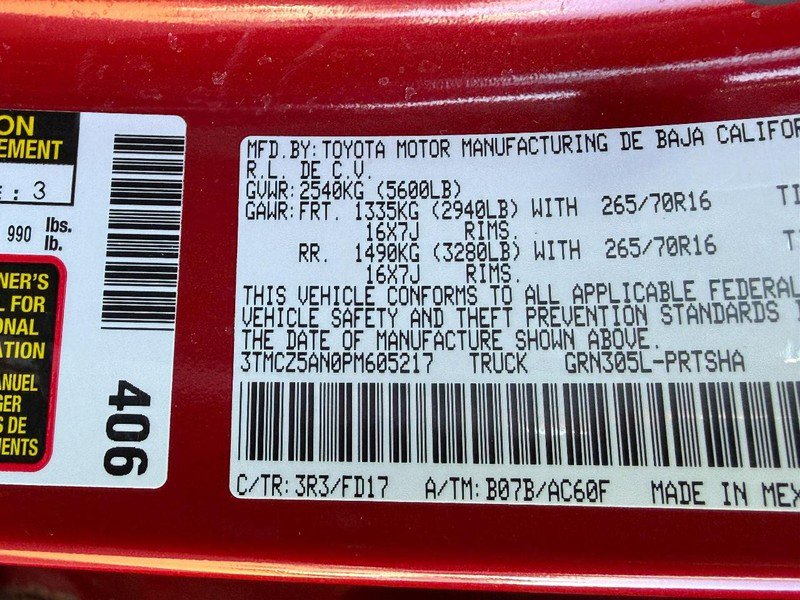 ON
EMENT
: 3
990 lbs.
lb.
NER'S
L FOR
ONAL
ATION
ANUEL
GER
S DE
MENTS
406
MFD.BY:TOYOTA MOTOR MANUFACTURING DE BAJA CALIFOR
R.L. DE C.V.
GVWR:2540KG (5600LB)
GAWR:FRT. 1335KG (2940LB) WITH 265/70R16 TI
16X7J RIMS.
RR. 1490KG (3280LB) WITH 265/70R16 TI
16X7J RIMS.
THIS VEHICLE CONFORMS TO ALL APPLICABLE FEDERAL
VEHICLE SAFETY AND THEFT PREVENTION STANDARDS I
THE DATE OF MANUFACTURE SHOWN ABOVE.
3TMCZ5AN0PM605217 TRUCK GRN305L-PRTSHA
C/TR:3R3/FD17 A/TM:B07B/AC60F MADE IN MEX